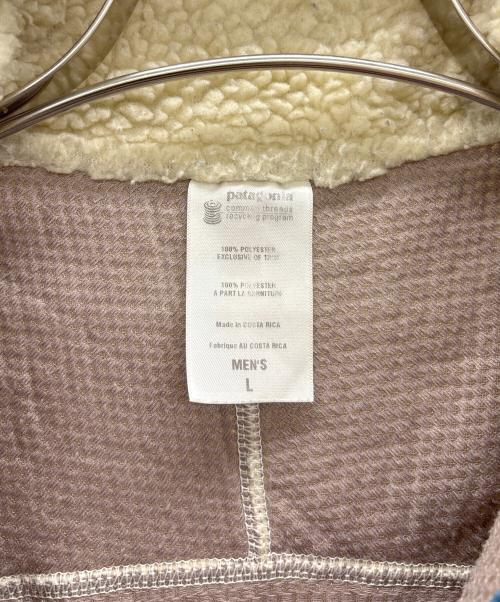 patagonia
common threads
recycling program
100% POLYESTER
EXCLUSIVE OF TRIM
100% POLYESTER
A PART LA GARNITURE
Made in COSTA RICA
Fabriqué AU COSTA RICA
MEN'S
L